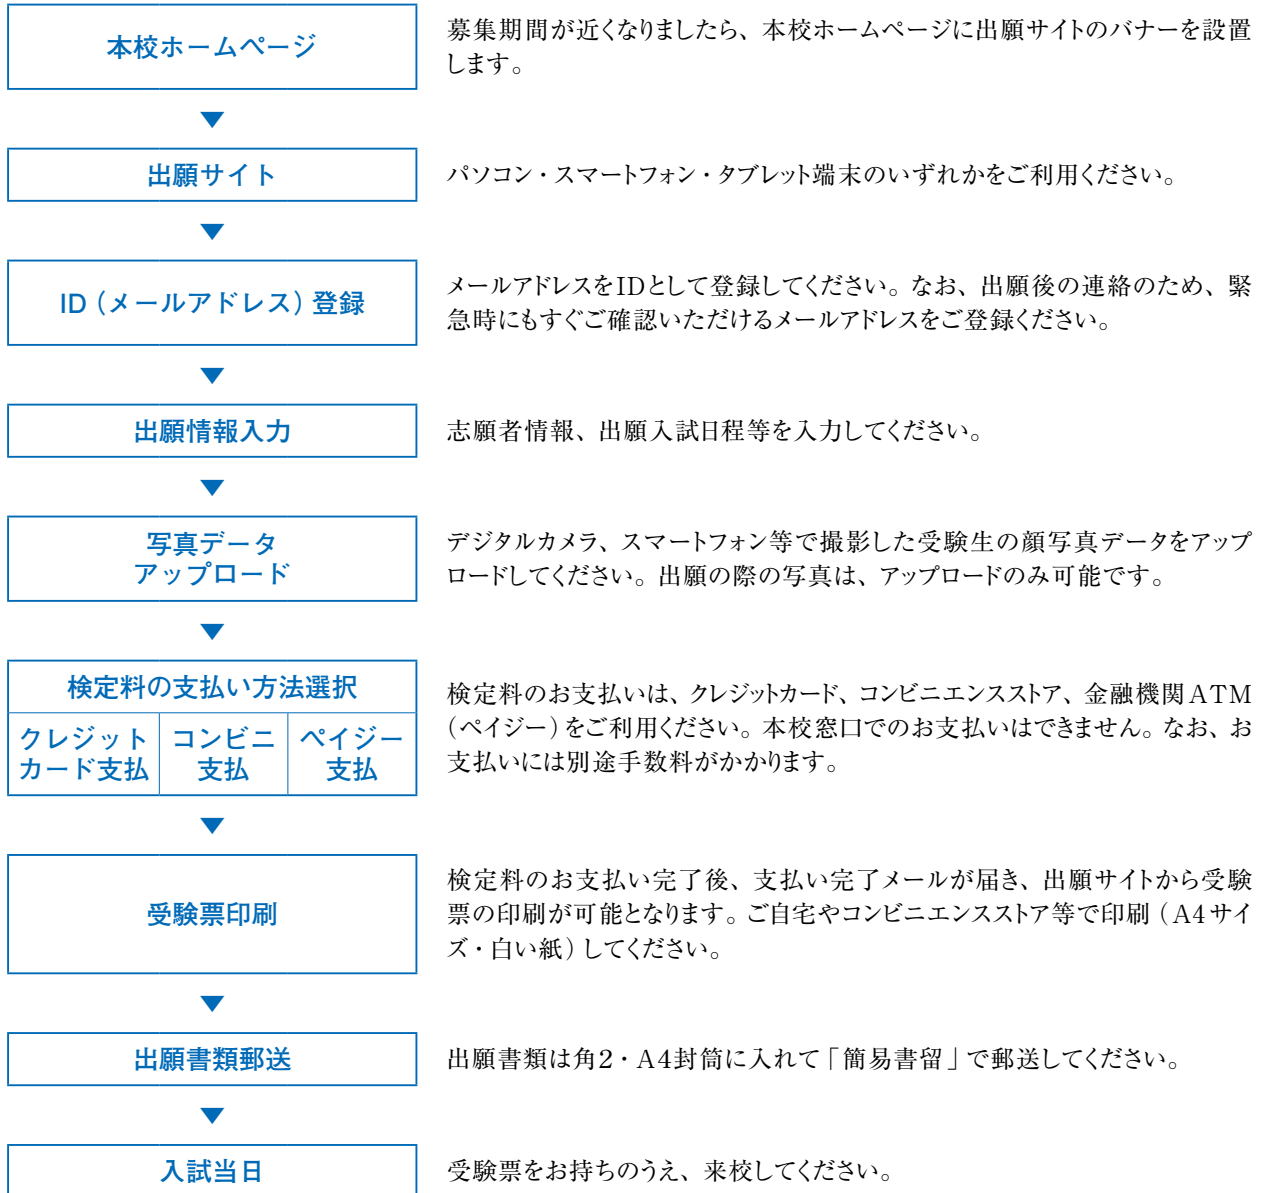 本校ホームページ
募集期間が近くなりましたら、本校ホームページに出願サイトのバナーを設置
します。
▼
出願サイト
パソコン・スマートフォン・タブレット端末のいずれかをご利用ください。
▼
ID（メールアドレス）登録
メールアドレスをIDとして登録してください。なお、出願後の連絡のため、緊
急時にもすぐご確認いただけるメールアドレスをご登録ください。
▼
出願情報入力
志願者情報、出願入試日程等を入力してください。
▼
写真データ
アップロード
デジタルカメラ、スマートフォン等で撮影した受験生の顔写真データをアップ
ロードしてください。出願の際の写真は、アップロードのみ可能です。
▼
検定料の支払い方法選択
クレジット
カード支払
コンビニ
支払
ペイジー
支払
検定料のお支払いは、クレジットカード、コンビニエンスストア、金融機関ATM
（ペイジー）をご利用ください。本校窓口でのお支払いはできません。なお、お
支払いには別途手数料がかかります。
▼
受験票印刷
検定料のお支払い完了後、支払い完了メールが届き、出願サイトから受験
票の印刷が可能となります。ご自宅やコンビニエンスストア等で印刷（A4サイ
ズ・白い紙）してください。
▼
出願書類郵送
出願書類は角2・A4封筒に入れて「簡易書留」で郵送してください。
▼
入試当日
受験票をお持ちのうえ、来校してください。